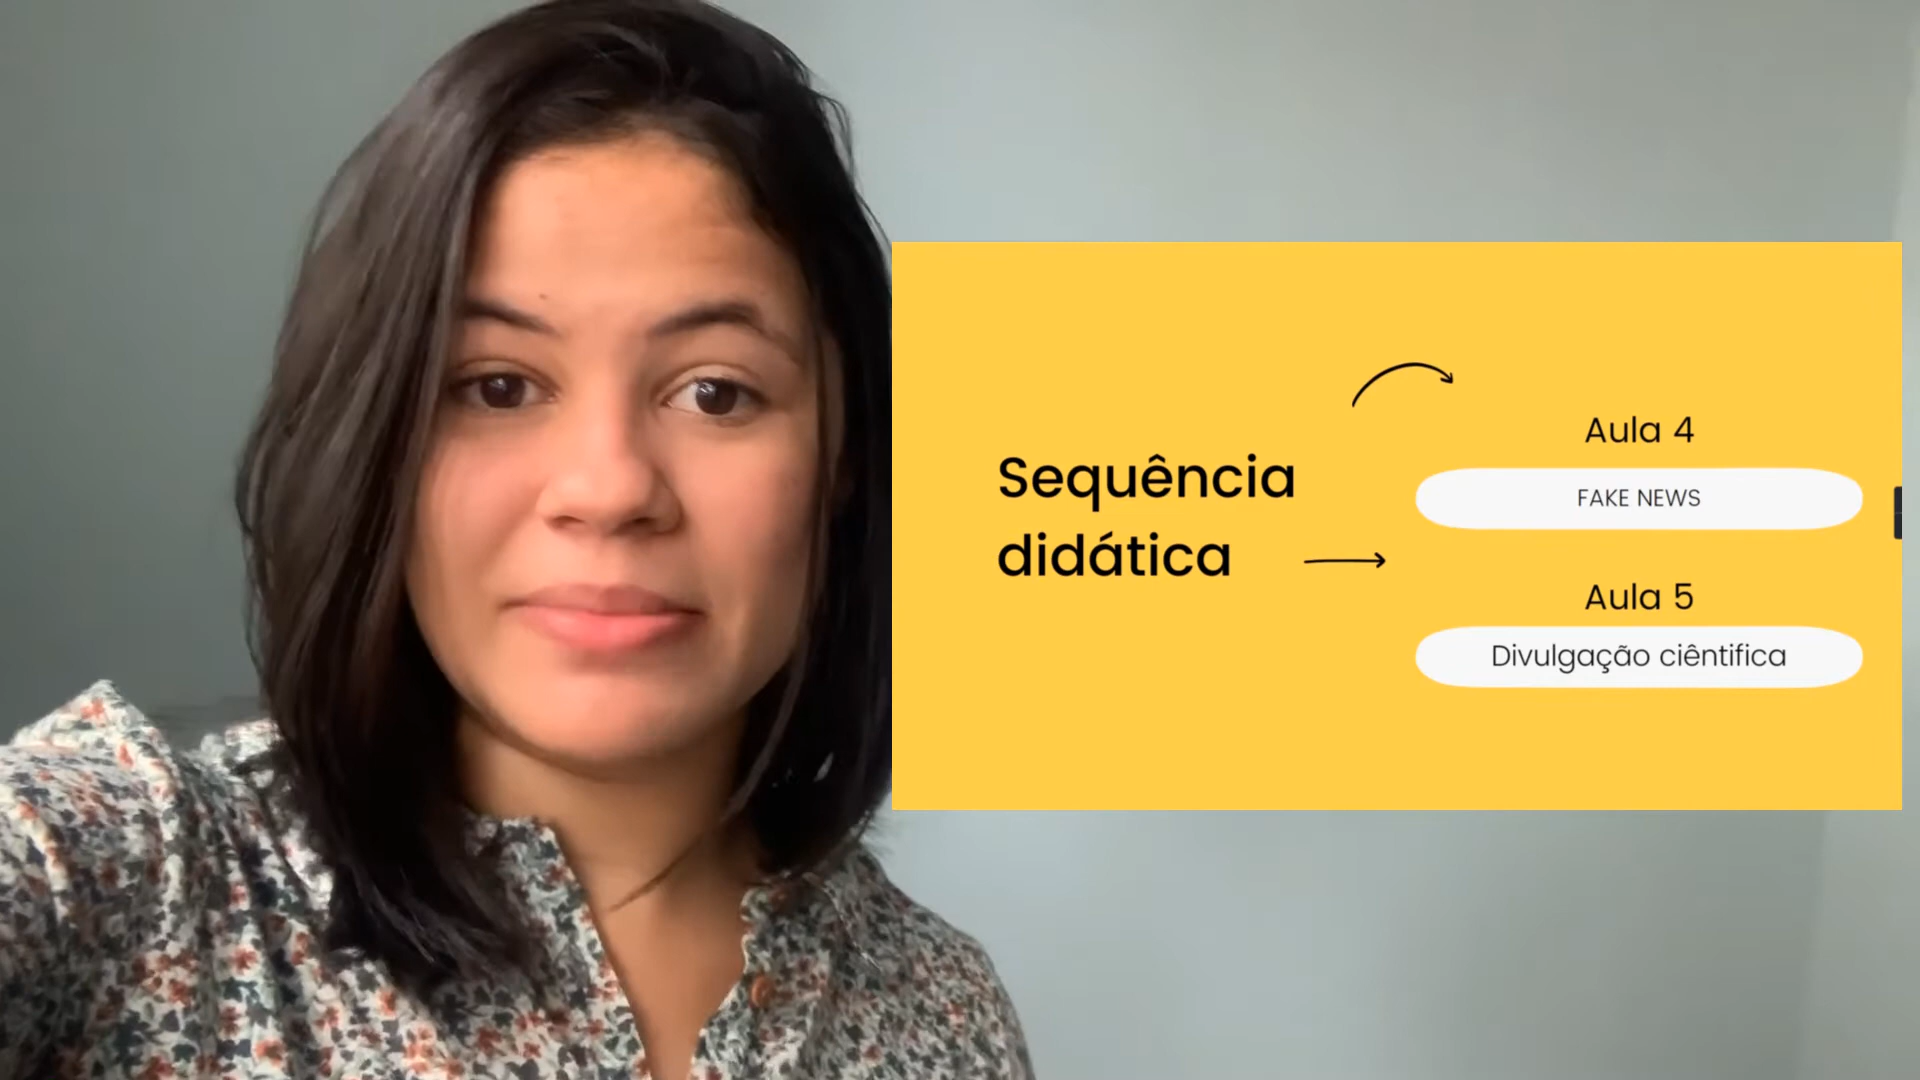 Sequência
didática
Aula 4
FAKE NEWS
Aula 5
Divulgação ciêntifica